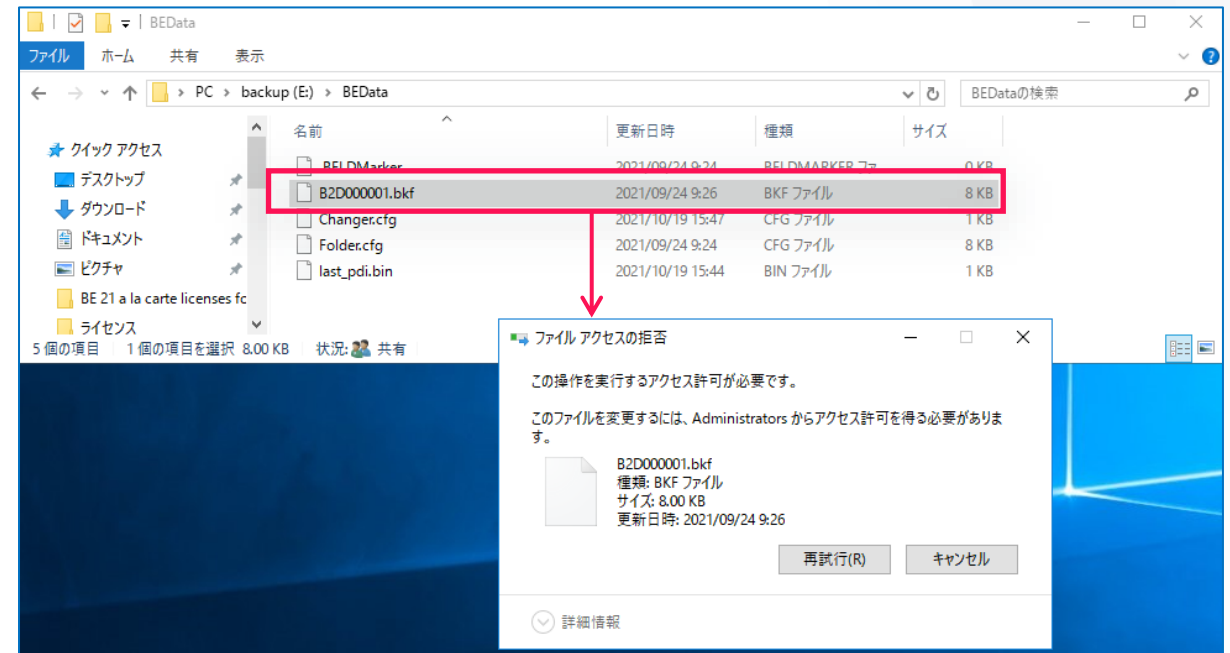 BEData
ファイル ホーム 共有 表示
PC › backup (E:) › BEData
BEDataの検索
名前 更新日時 種類 サイズ
クイック アクセス
デスクトップ
ダウンロード
ドキュメント
ピクチャ
BE 21 a la carte licenses fc
ライセンス
BELDMarker 2021/09/24 9:24 BELDMARKER ファ... 0 KB
B2D000001.bkf 2021/09/24 9:26 BKF ファイル 8 KB
Changer.cfg 2021/10/19 15:47 CFG ファイル 1 KB
Folder.cfg 2021/09/24 9:24 CFG ファイル 8 KB
last_pdi.bin 2021/10/19 15:44 BIN ファイル 1 KB
5 個の項目 1 個の項目を選択 8.00 KB 状況: 共有
ファイル アクセスの拒否
この操作を実行するアクセス許可が必要です。
このファイルを変更するには、Administrators からアクセス許可を得る必要がありま
す。
B2D000001.bkf
種類: BKF ファイル
サイズ: 8.00 KB
更新日時: 2021/09/24 9:26
再試行(R) キャンセル
詳細情報